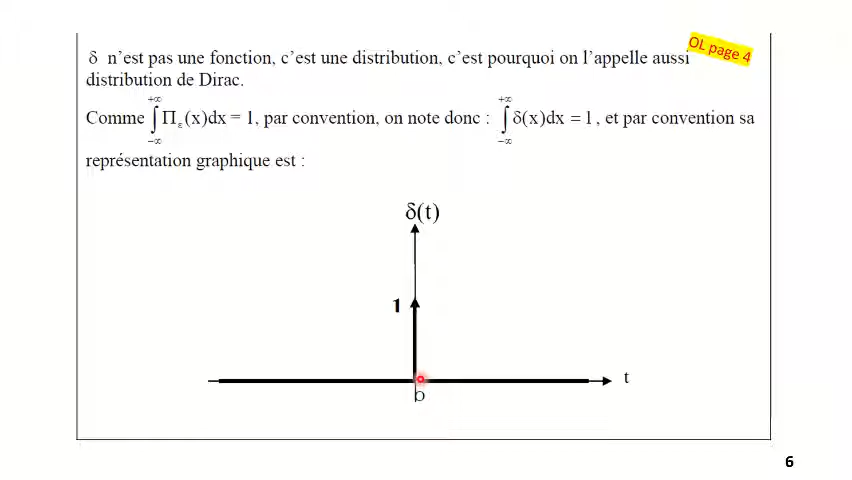 OL page 4
δ n’est pas une fonction, c’est une distribution, c’est pourquoi on l’appelle aussi
distribution de Dirac.
Comme ∫_{-∞}^{+∞} Π_ε(x)dx = 1, par convention, on note donc : ∫_{-∞}^{+∞} δ(x)dx = 1, et par convention sa
représentation graphique est :
δ(t)
1
t
0
6